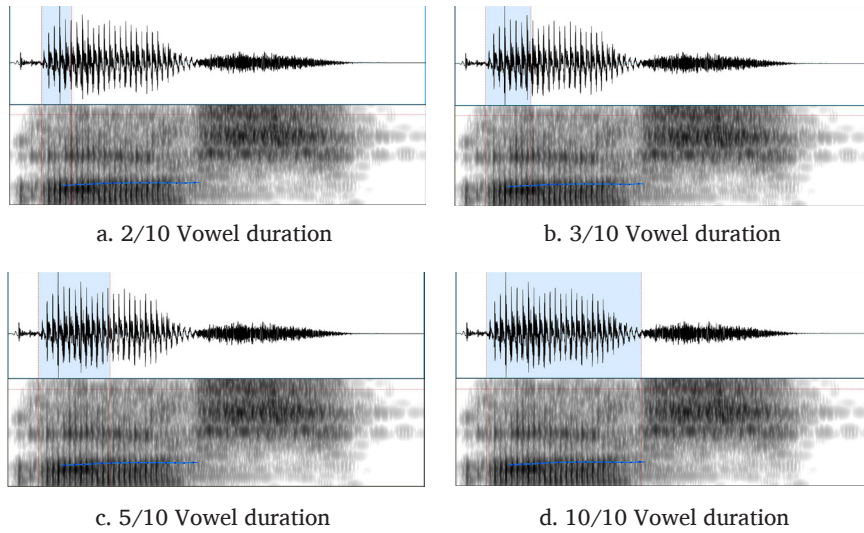 a. 2/10 Vowel duration
b. 3/10 Vowel duration
c. 5/10 Vowel duration
d. 10/10 Vowel duration